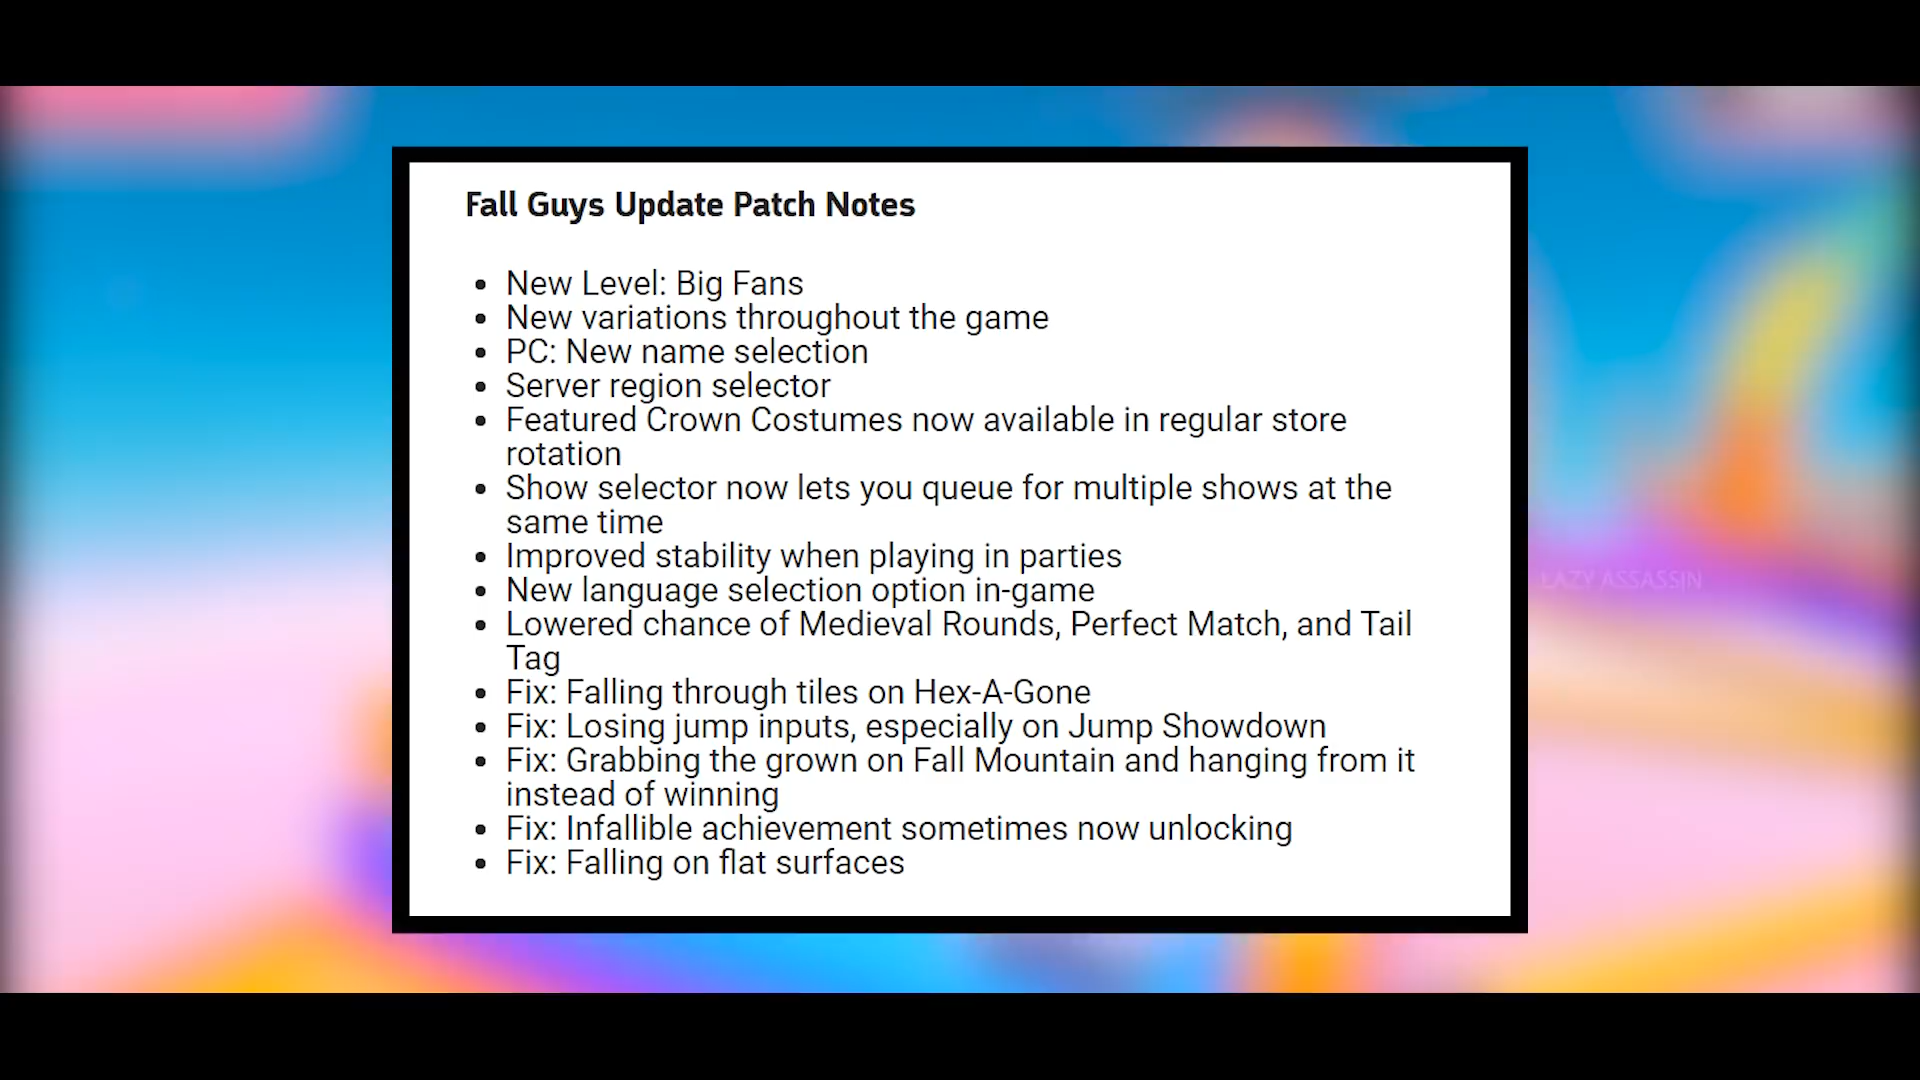 Fall Guys Update Patch Notes
• New Level: Big Fans
• New variations throughout the game
• PC: New name selection
• Server region selector
• Featured Crown Costumes now available in regular store
rotation
• Show selector now lets you queue for multiple shows at the
same time
• Improved stability when playing in parties
• New language selection option in-game
LAZY ASSASSIN
• Lowered chance of Medieval Rounds, Perfect Match, and Tail
Tag
• Fix: Falling through tiles on Hex-A-Gone
• Fix: Losing jump inputs, especially on Jump Showdown
• Fix: Grabbing the grown on Fall Mountain and hanging from it
instead of winning
• Fix: Infallible achievement sometimes now unlocking
• Fix: Falling on flat surfaces